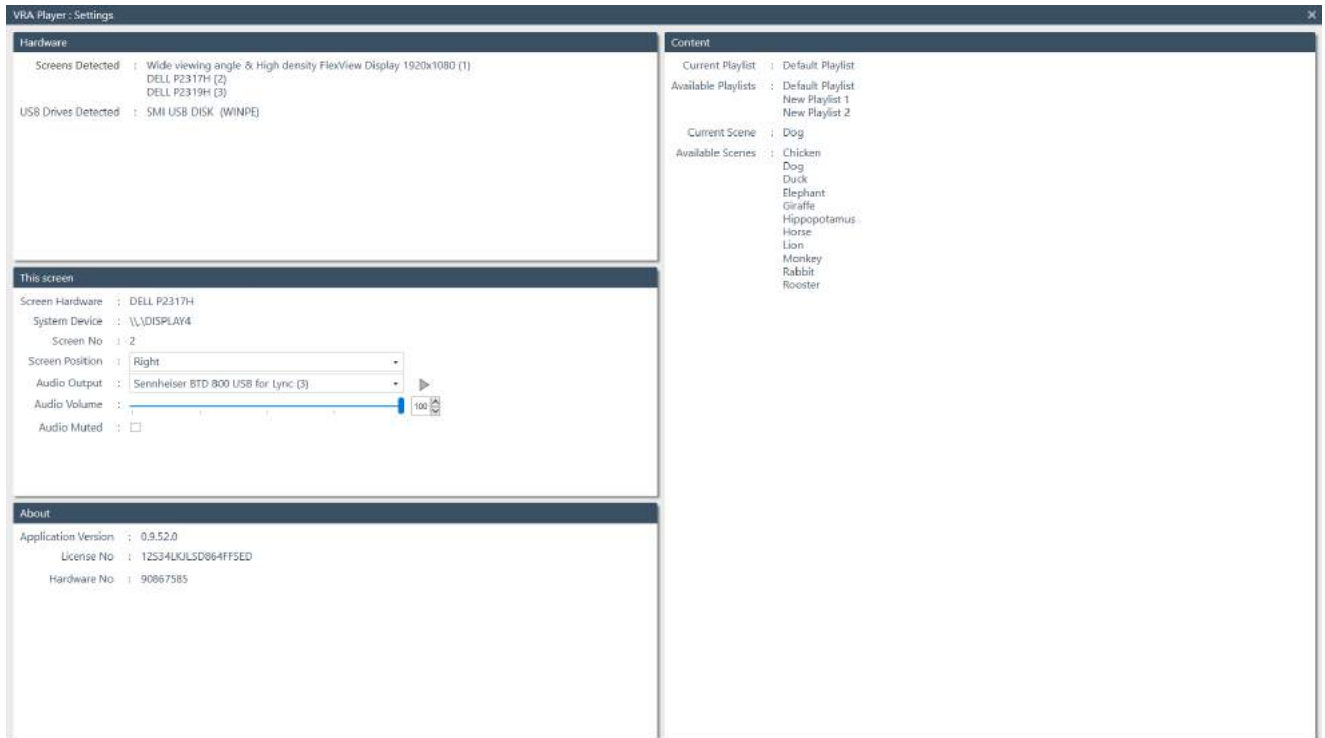 VRA Player : Settings
Hardware
Screens Detected : Wide viewing angle & High density FlexView Display 1920x1080 (1)
DELL P2317H (2)
DELL P2319H (3)
USB Drives Detected : SMI USB DISK (WINPE)
This screen
Screen Hardware : DELL P2317H
System Device : \\.\DISPLAY4
Screen No : 2
Screen Position : Right
Audio Output : Sennheiser BTD 800 USB for Lync (3)
Audio Volume : 100
Audio Muted :
About
Application Version : 0.9.52.0
License No : 12S34LKJLSD864FFSED
Hardware No : 90867585
Content
Current Playlist : Default Playlist
Available Playlists : Default Playlist
New Playlist 1
New Playlist 2
Current Scene : Dog
Available Scenes : Chicken
Dog
Duck
Elephant
Giraffe
Hippopotamus
Horse
Lion
Monkey
Rabbit
Rooster